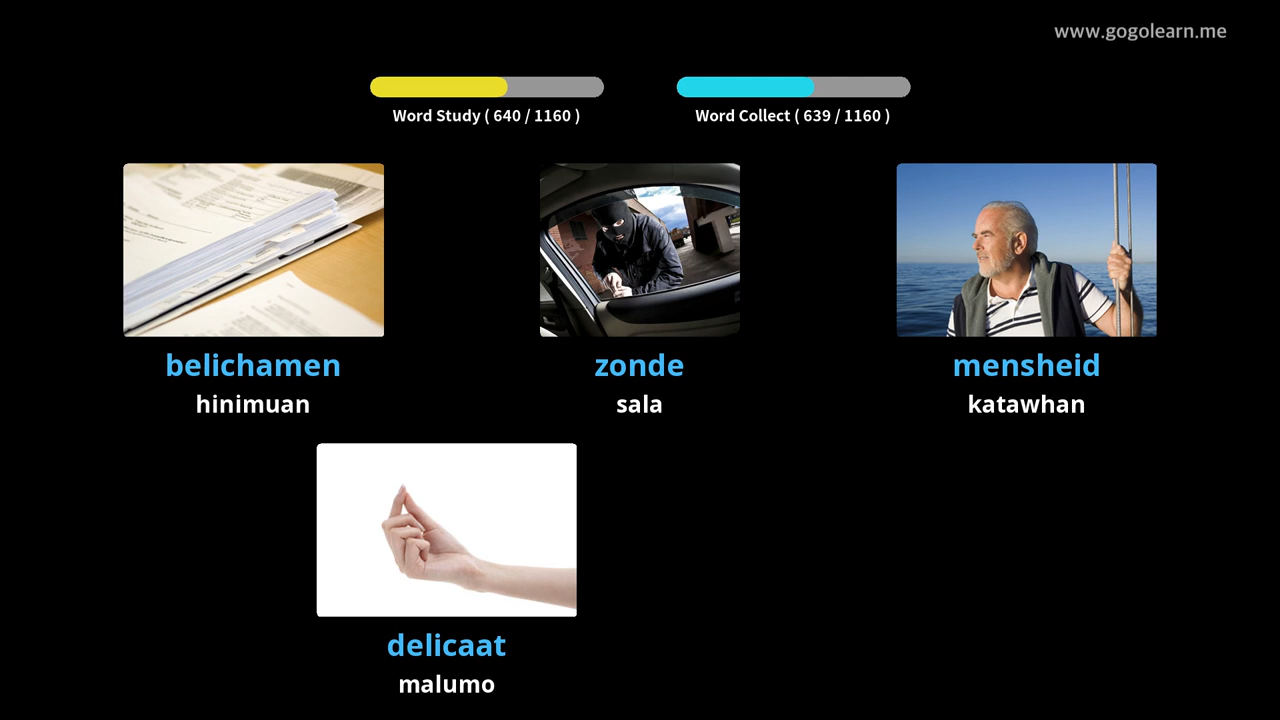 www.gogolearn.me
Word Study ( 640 / 1160 )
Word Collect ( 639 / 1160 )
belichamen
hinimuan
zonde
sala
mensheid
katawhan
delicaat
malumo